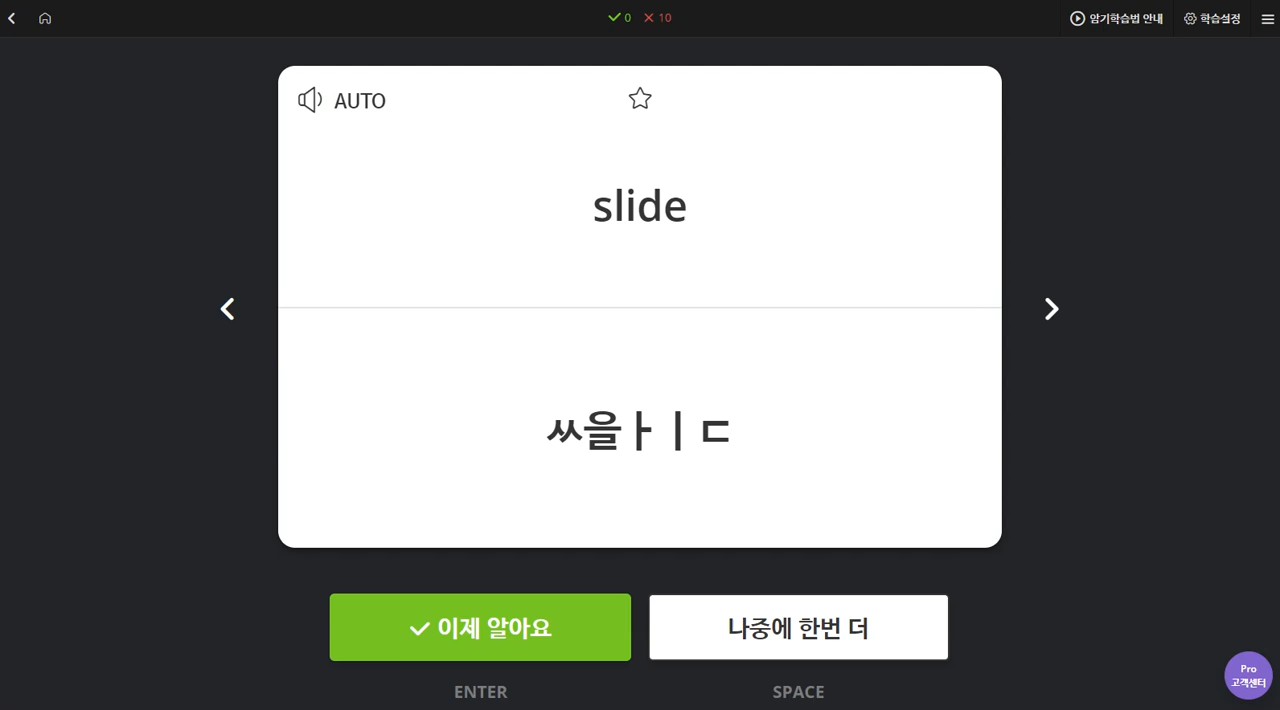 0 10 암기학습법 안내 학습설정
AUTO
slide
ㅆ을ㅏㅣㄷ
이제 알아요 나중에 한번 더
ENTER SPACE
Pro
고객센터